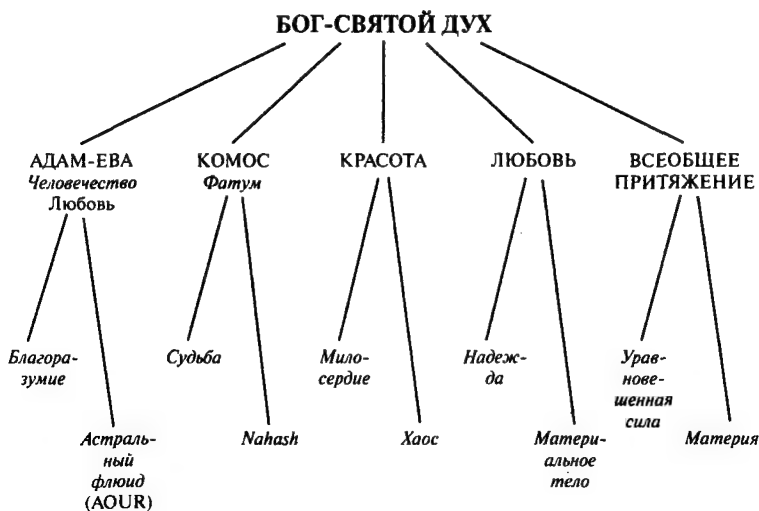 БОГ-СВЯТОЙ ДУХ
АДАМ-ЕВА
Человечество
Любовь
КОМОС
Фатум
КРАСОТА
ЛЮБОВЬ
ВСЕОБЩЕЕ
ПРИТЯЖЕНИЕ
Благора-
зумие
Астраль-
ный
флюид
(AOUR)
Судьба
Nahash
Мило-
сердие
Хаос
Надеж-
да
Матери-
альное
тело
Урав-
нове-
шенная
сила
Материя